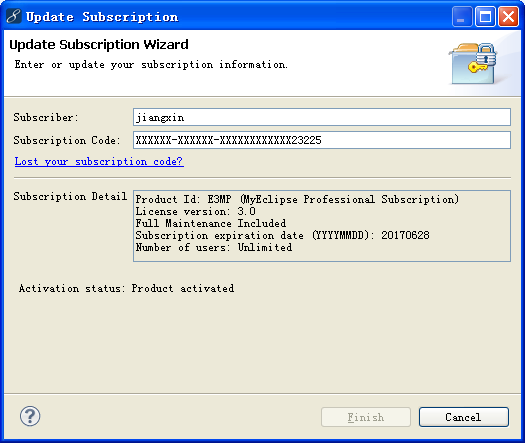 Update Subscription
Update Subscription Wizard
Enter or update your subscription information.
Subscriber: jiangxin
Subscription Code: XXXXXX-XXXXXX-XXXXXXXXXXXX23225
Lost your subscription code?
Subscription Detail
Product Id: E3MP (MyEclipse Professional Subscription)
License version: 3.0
Full Maintenance Included
Subscription expiration date (YYYYMMDD): 20170628
Number of users: Unlimited
Activation status: Product activated
Finish Cancel